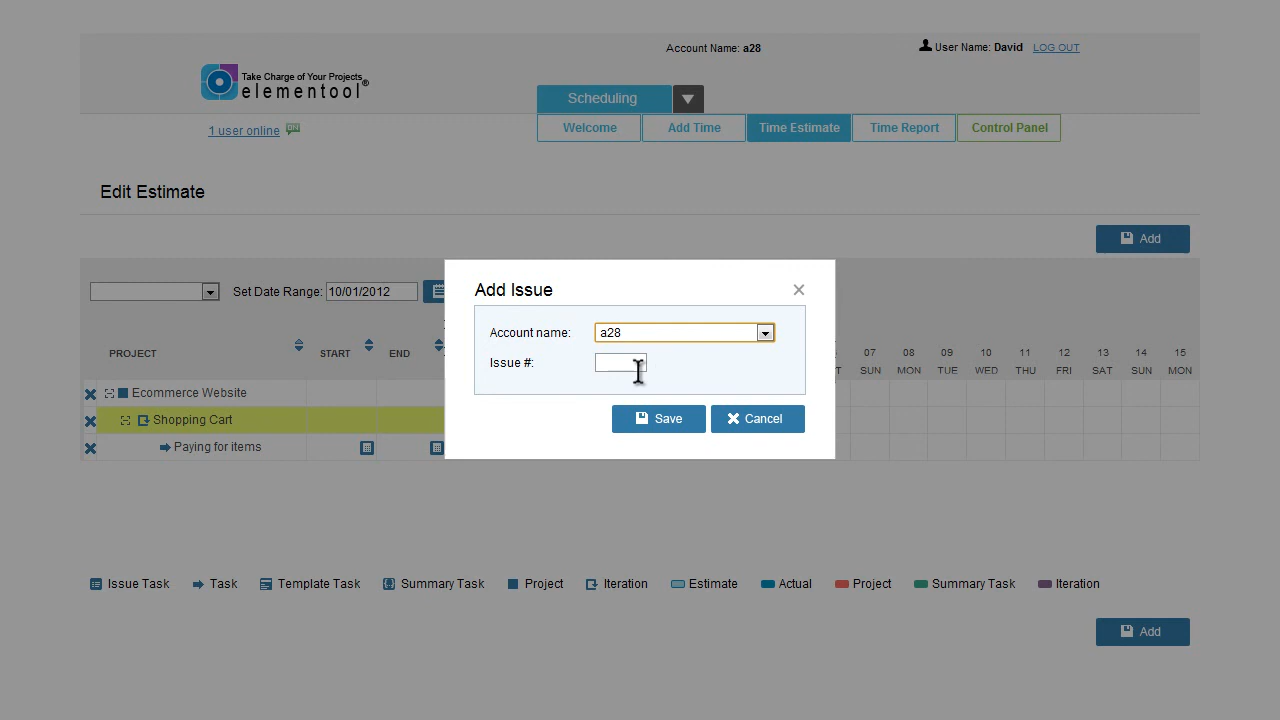 Account Name: a28
User Name: David LOG OUT
Take Charge of Your Projects
elementool®
Scheduling
1 user online ON
Welcome Add Time Time Estimate Time Report Control Panel
Edit Estimate
Add
Set Date Range: 10/01/2012
Add Issue
Account name: a28
Issue #:
Save Cancel
PROJECT START END
07 08 09 10 11 12 13 14 15
SUN MON TUE WED THU FRI SAT SUN MON
Ecommerce Website
Shopping Cart
Paying for items
Issue Task Task Template Task Summary Task Project Iteration Estimate Actual Project Summary Task Iteration
Add